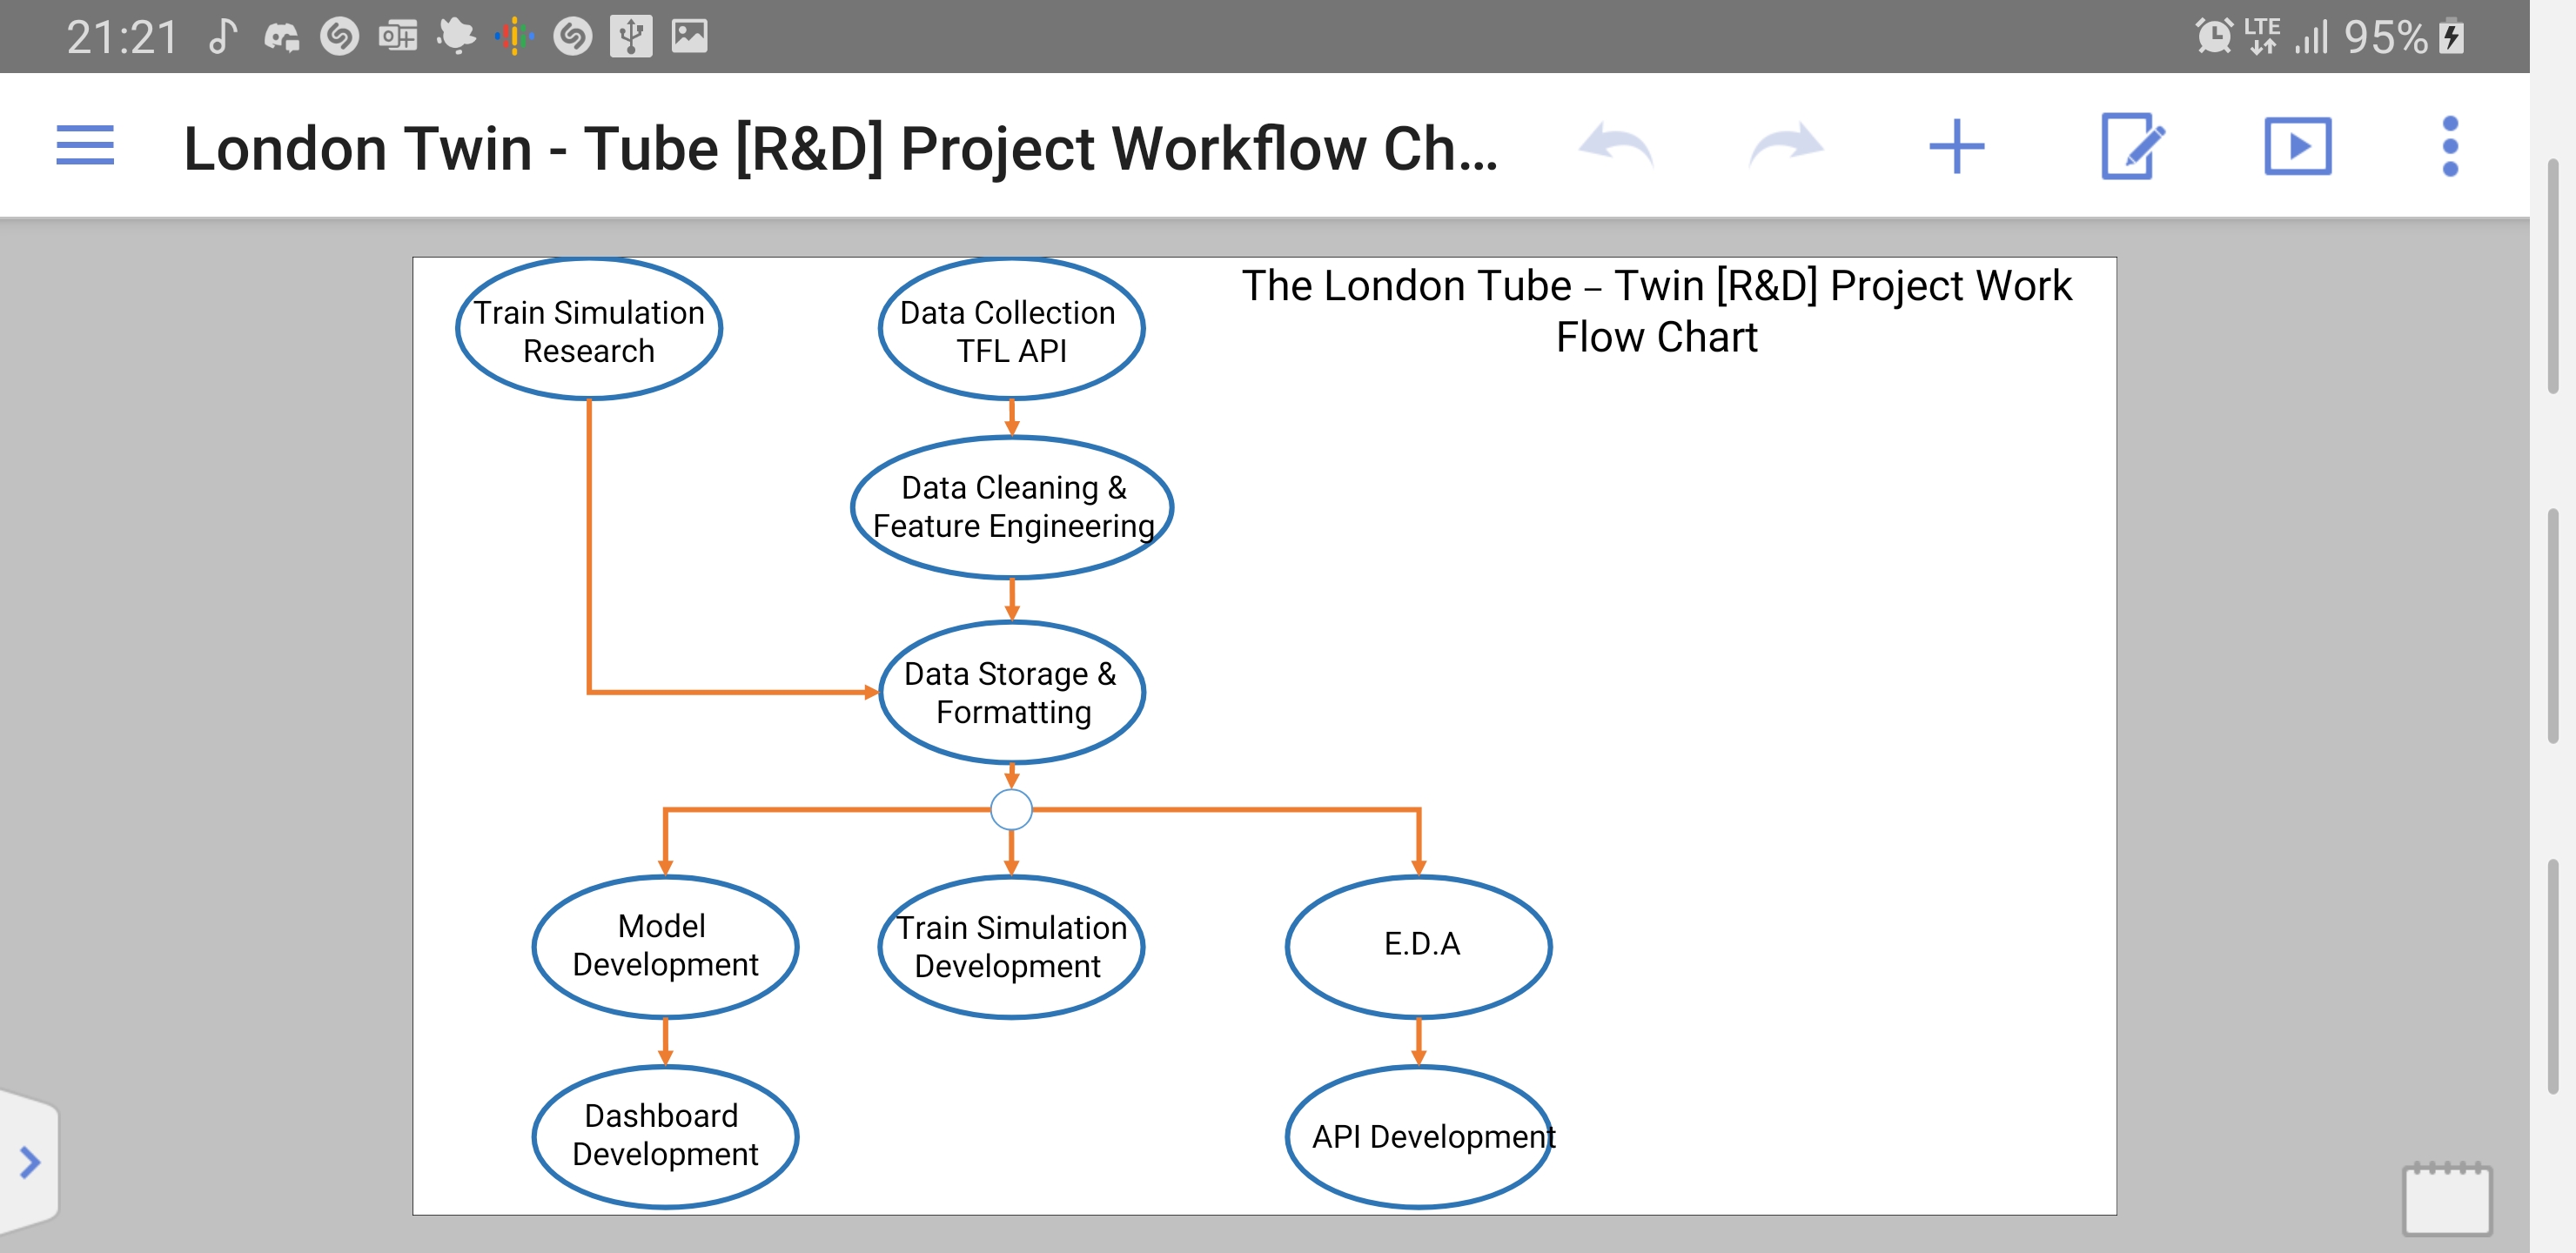 21:21
LTE
95%
London Twin - Tube [R&D] Project Workflow Ch...
The London Tube – Twin [R&D] Project Work
Flow Chart
Train Simulation
Research
Data Collection
TFL API
Data Cleaning &
Feature Engineering
Data Storage &
Formatting
Model
Development
Train Simulation
Development
E.D.A
Dashboard
Development
API Development